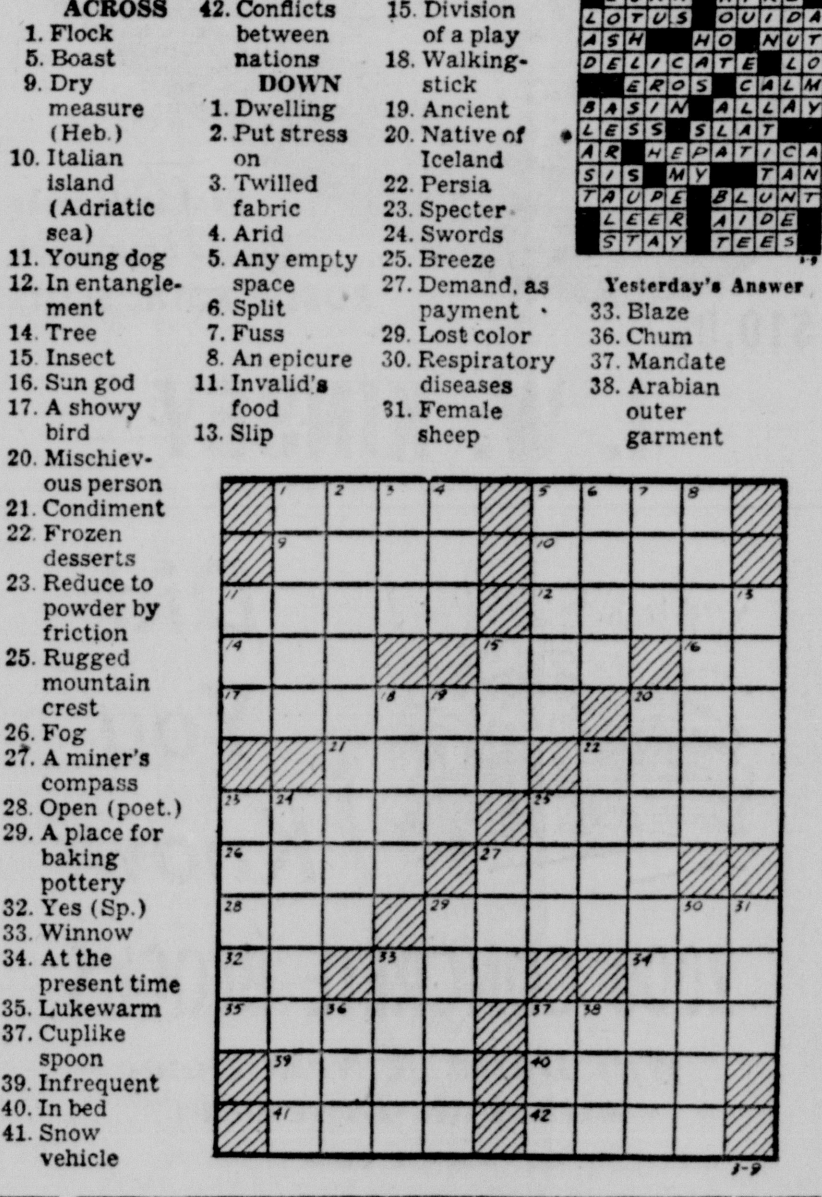 ACROSS
1. Flock
5. Boast
9. Dry
measure
(Heb.)
10. Italian
island
(Adriatic
sea)
11. Young dog
12. In entangle-
ment
14. Tree
15. Insect
16. Sun god
17. A showy
bird
20. Mischiev-
ous person
21. Condiment
22. Frozen
desserts
23. Reduce to
powder by
friction
25. Rugged
mountain
crest
26. Fog
27. A miner's
compass
28. Open (poet.)
29. A place for
baking
pottery
32. Yes (Sp.)
33. Winnow
34. At the
present time
35. Lukewarm
37. Cuplike
spoon
39. Infrequent
40. In bed
41. Snow
vehicle
42. Conflicts
between
nations
DOWN
1. Dwelling
2. Put stress
on
3. Twilled
fabric
4. Arid
5. Any empty
space
6. Split
7. Fuss
8. An epicure
11. Invalid's
food
13. Slip
15. Division
of a play
18. Walking-
stick
19. Ancient
20. Native of
Iceland
22. Persia
23. Specter
24. Swords
25. Breeze
27. Demand, as
payment
29. Lost color
30. Respiratory
diseases
31. Female
sheep
LOTUS OUIDA
ASH HO NUT
DELICATE LO
EROS CALM
BASIN ALLAY
LESS SLAT
AR HEPATICA
SIS MY TAN
TAUPE BLUNT
LEER AIDE
STAY TEES
3-9
Yesterday's Answer
33. Blaze
36. Chum
37. Mandate
38. Arabian
outer
garment
1 2 3 4 5 6 7 8
9 10
11 12 13
14 15 16
17 18 19 20
21 22
23 24 25
26 27
28 29 30 31
32 33 34
35 36 37 38
39 40
41 42
3-9